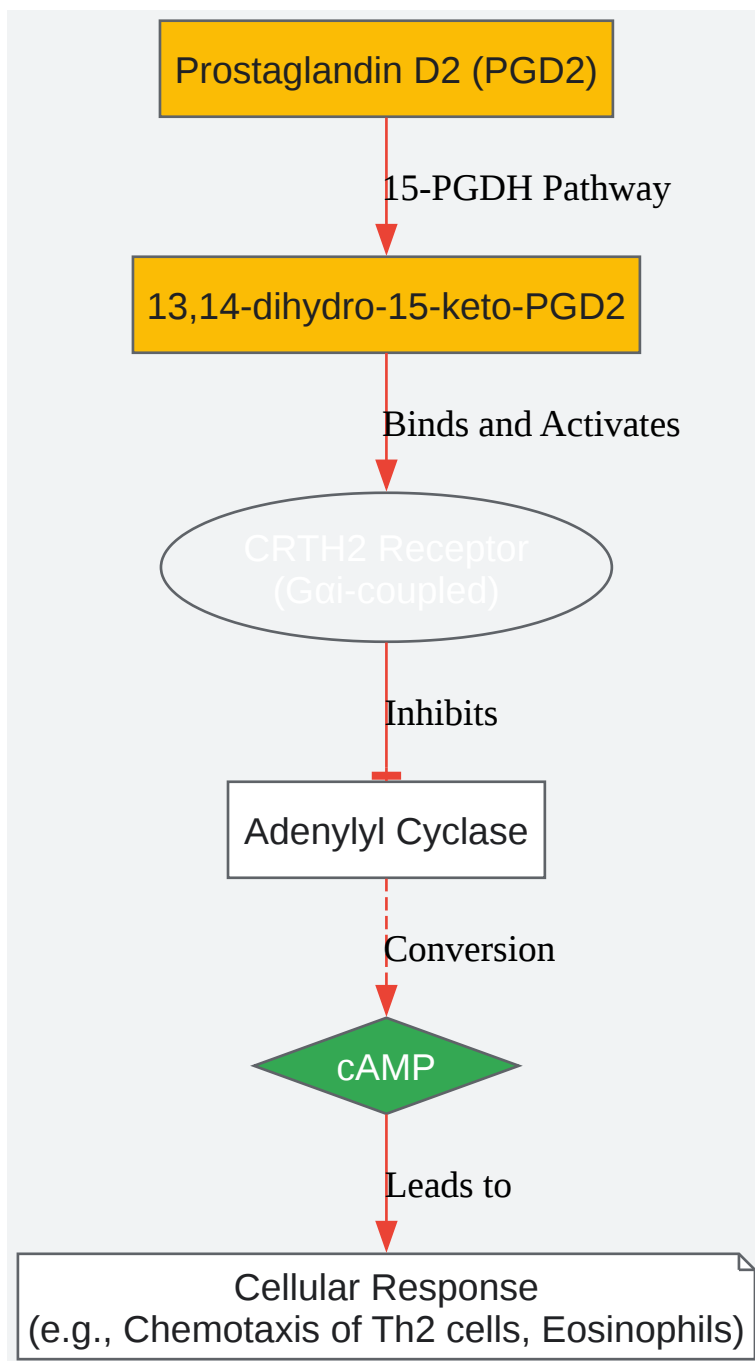 Prostaglandin D2 (PGD2)
15-PGDH Pathway
13,14-dihydro-15-keto-PGD2
Binds and Activates
CRTH2 Receptor
(Gαi-coupled)
Inhibits
Adenylyl Cyclase
Conversion
cAMP
Leads to
Cellular Response
(e.g., Chemotaxis of Th2 cells, Eosinophils)